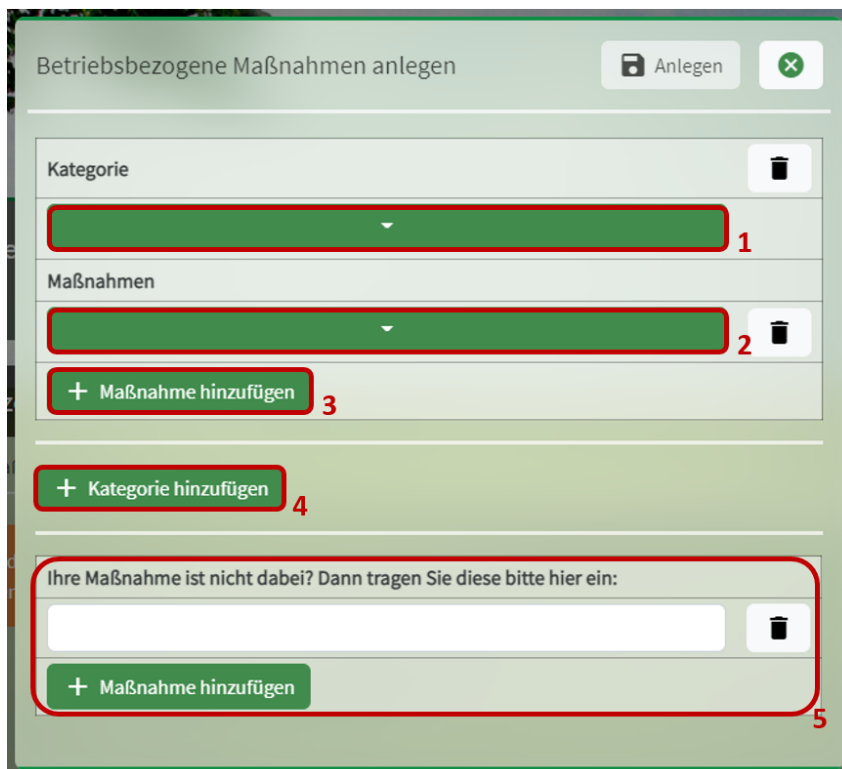 Betriebsbezogene Maßnahmen anlegen
Anlegen
Kategorie
1
Maßnahmen
2
+ Maßnahme hinzufügen
3
+ Kategorie hinzufügen
4
Ihre Maßnahme ist nicht dabei? Dann tragen Sie diese bitte hier ein:
+ Maßnahme hinzufügen
5